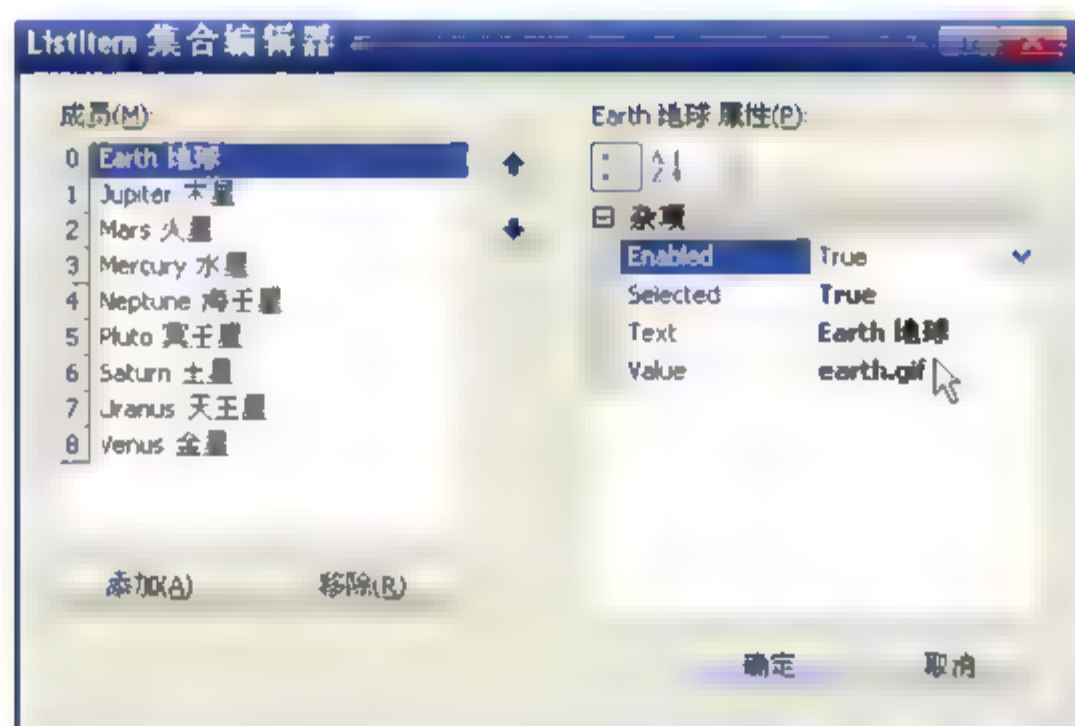 ListItem 集合编辑器
成员(M):
0 Earth 地球
1 Jupiter 木星
2 Mars 火星
3 Mercury 水星
4 Neptune 海王星
5 Pluto 冥王星
6 Saturn 土星
7 Uranus 天王星
8 Venus 金星
添加(A) 移除(R)
Earth 地球 属性(P):
杂项
Enabled True
Selected True
Text Earth 地球
Value earth.gif
确定 取消